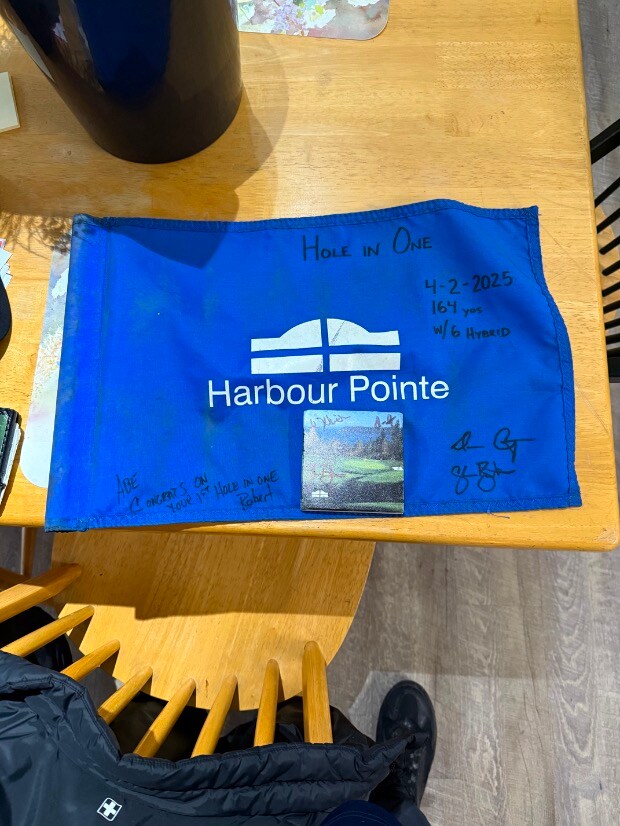 HOLE IN ONE
4-2-2025
164 YDS
W/6 HYBRID
Harbour Pointe
ABE
CONGRATS ON
YOUR 1ST HOLE IN ONE
Robert